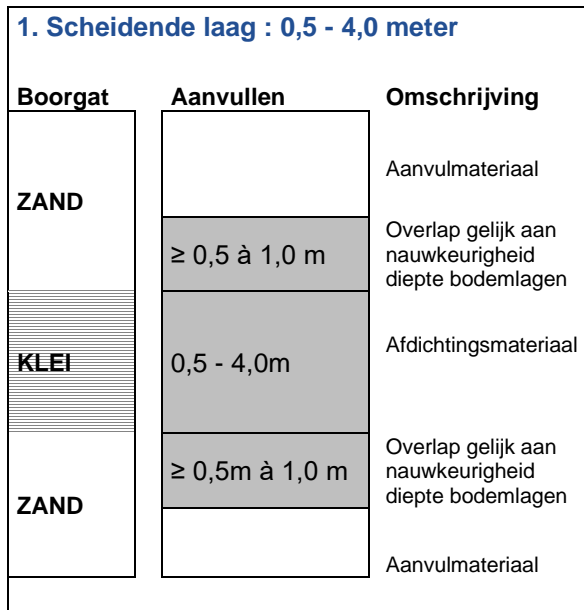 1. Scheidende laag : 0,5 - 4,0 meter
Boorgat Aanvullen Omschrijving
Aanvulmateriaal
ZAND
Overlap gelijk aan
≥ 0,5 à 1,0 m nauwkeurigheid
diepte bodemlagen
KLEI 0,5 - 4,0m Afdichtingsmateriaal
Overlap gelijk aan
≥ 0,5m à 1,0 m nauwkeurigheid
diepte bodemlagen
ZAND
Aanvulmateriaal